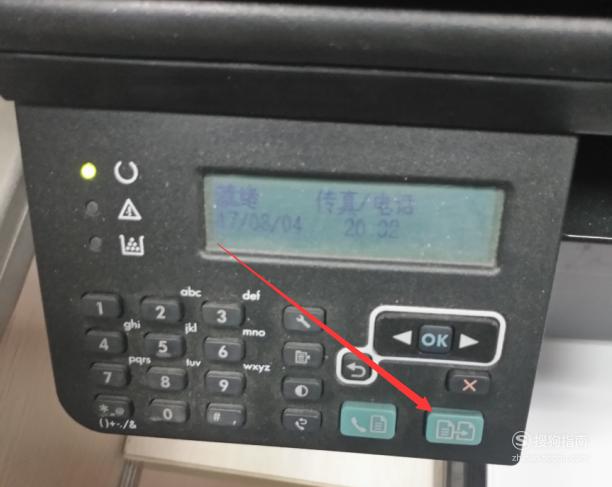 就绪 传真/电话
17/08/04 20:02
abc def
1 2 3
ghi jkl mno
4 5 6
OK
pqrs tuv wxyz
7 8 9
* 0 # ,
()+-./&
搜狗指南